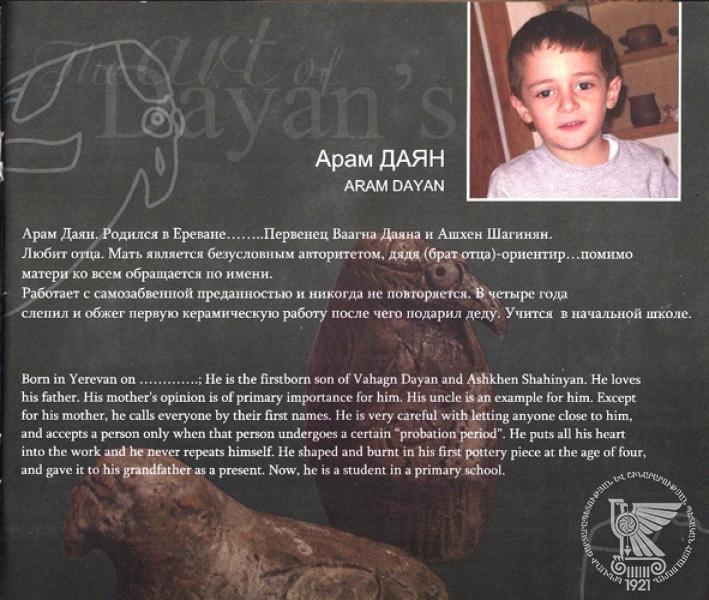 The art of
Dayan's
Арам ДАЯН
ARAM DAYAN
Арам Даян. Родился в Ереване……..Первенец Ваагна Даяна и Ашхен Шагинян.
Любит отца. Мать является безусловным авторитетом, дядя (брат отца)-ориентир…помимо
матери ко всем обращается по имени.
Работает с самозабвенной преданностью и никогда не повторяется. В четыре года
слепил и обжег первую керамическую работу после чего подарил деду. Учится в начальной школе.
Born in Yerevan on ………….; He is the firstborn son of Vahagn Dayan and Ashkhen Shahinyan. He loves
his father. His mother's opinion is of primary importance for him. His uncle is an example for him. Except
for his mother, he calls everyone by their first names. He is very careful with letting anyone close to him,
and accepts a person only when that person undergoes a certain “probation period”. He puts all his heart
into the work and he never repeats himself. He shaped and burnt in his first pottery piece at the age of four,
and gave it to his grandfather as a present. Now, he is a student in a primary school.
1921